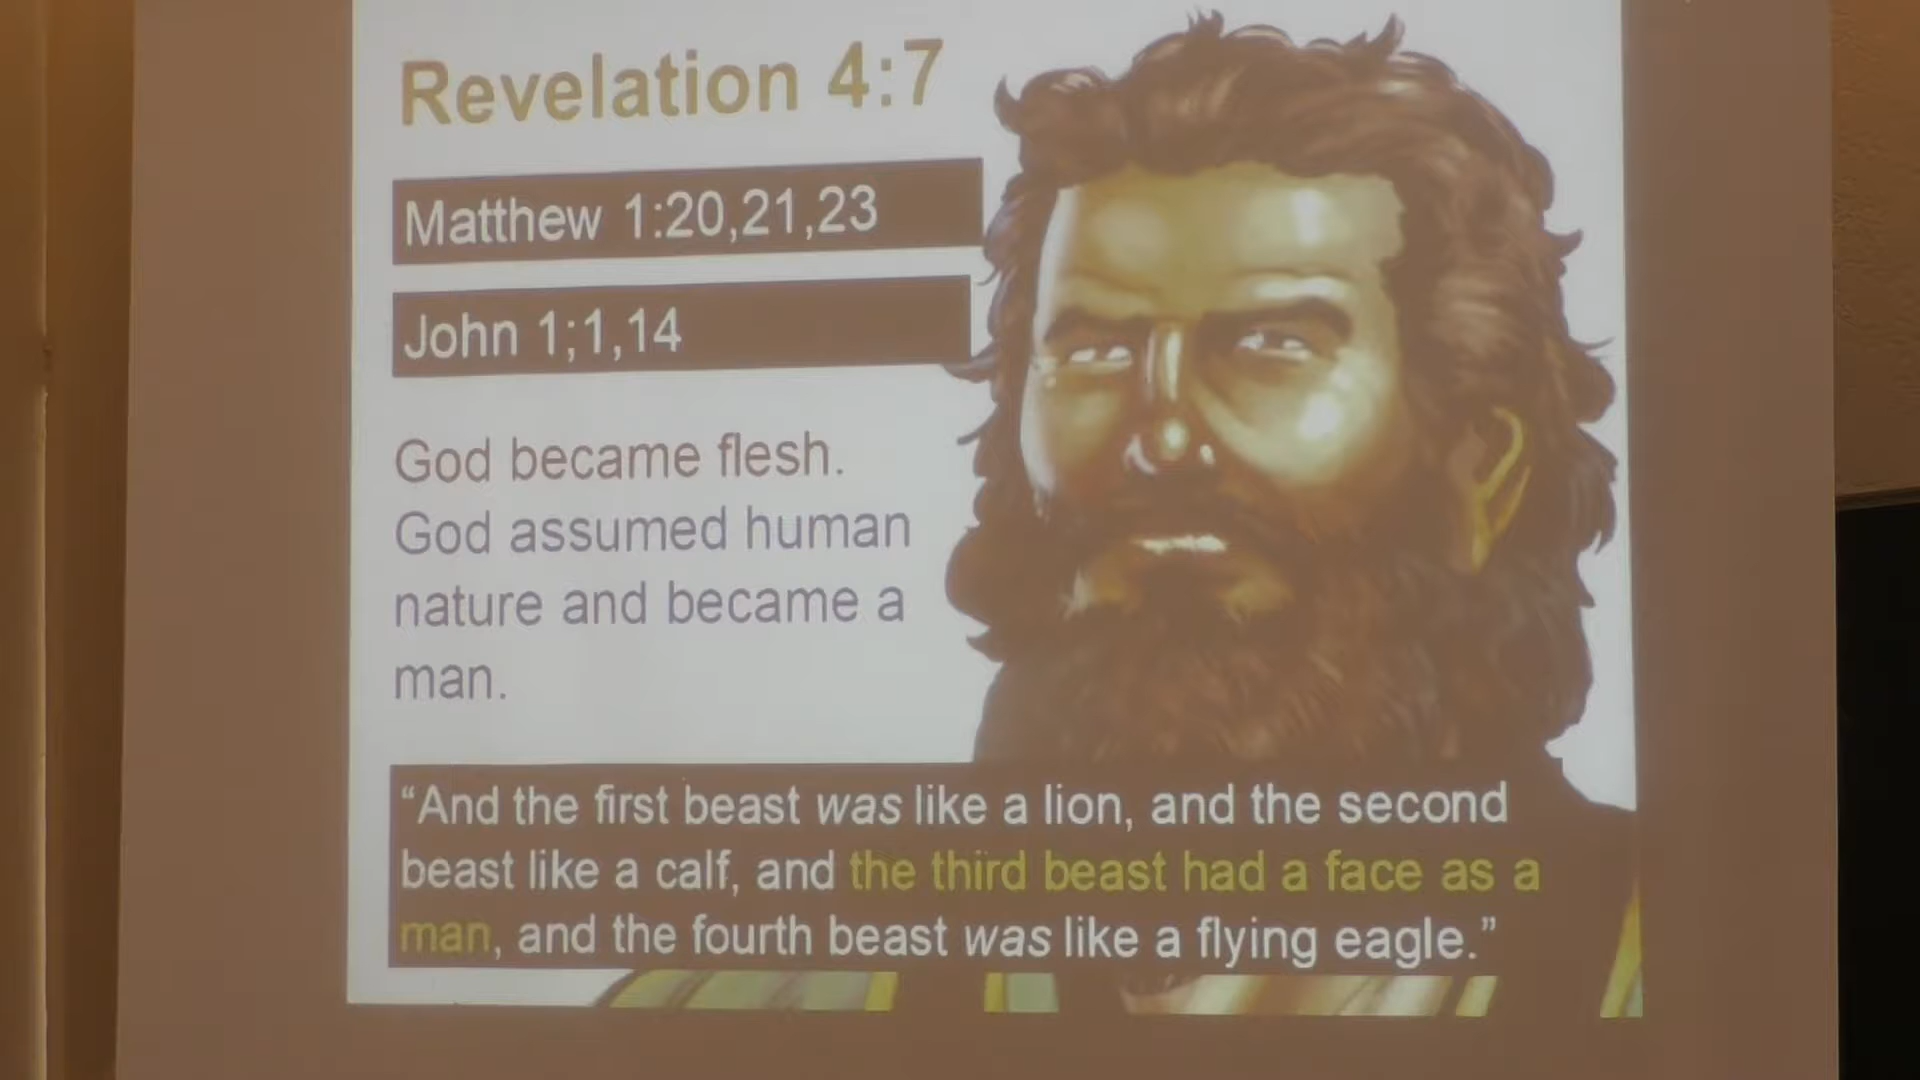 Revelation 4:7
Matthew 1:20,21,23
John 1;1,14
God became flesh.
God assumed human
nature and became a
man.
“And the first beast was like a lion, and the second
beast like a calf, and the third beast had a face as a
man, and the fourth beast was like a flying eagle.”